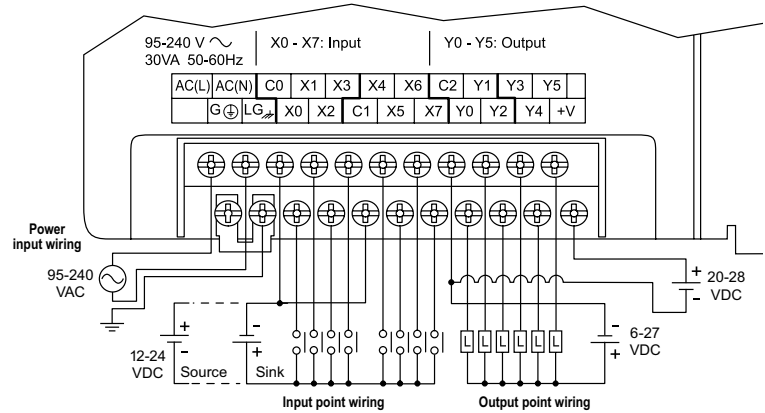 95-240 V
30VA 50-60Hz
X0 - X7: Input
Y0 - Y5: Output
AC(L) AC(N) C0 X1 X3 X4 X6 C2 Y1 Y3 Y5
G LG X0 X2 C1 X5 X7 Y0 Y2 Y4 +V
Power
input wiring
95-240
VAC
+
-
20-28
VDC
+
-
12-24
VDC
Source
-
+
Sink
L L L L L L
-
+
6-27
VDC
Input point wiring
Output point wiring